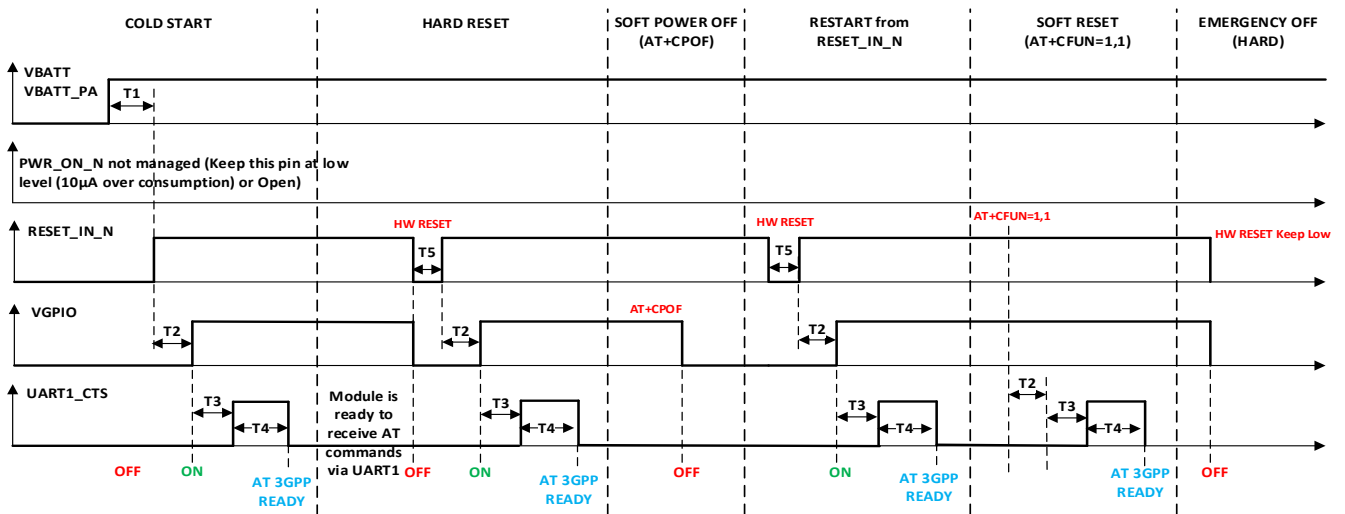 COLD START
HARD RESET
SOFT POWER OFF
(AT+CPOF)
RESTART from
RESET_IN_N
SOFT RESET
(AT+CFUN=1,1)
EMERGENCY OFF
(HARD)
VBATT
VBATT_PA
T1
PWR_ON_N not managed (Keep this pin at low
level (10µA over consumption) or Open)
RESET_IN_N
HW RESET
T5
HW RESET
T5
AT+CFUN=1,1
HW RESET Keep Low
VGPIO
T2
T2
AT+CPOF
T2
UART1_CTS
T3
T4
Module is
ready to
receive AT
commands
via UART1
T3
T4
T3
T4
T2
T3
T4
OFF
ON
AT 3GPP
READY
OFF
ON
AT 3GPP
READY
OFF
ON
AT 3GPP
READY
AT 3GPP
READY
OFF